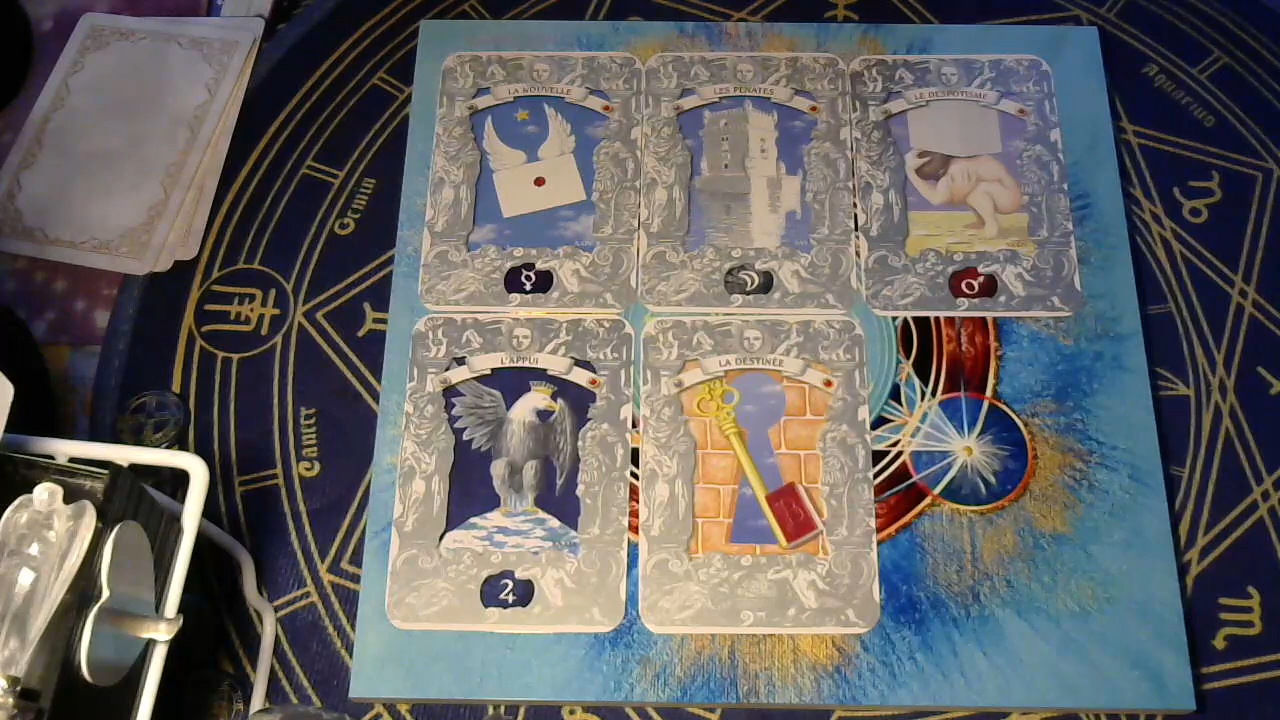 LA NOUVELLE
LES PENATES
LE DESPOTISME
L'APPUI
LA DESTINÉE
B
Aquarius
Gemini
Cancer